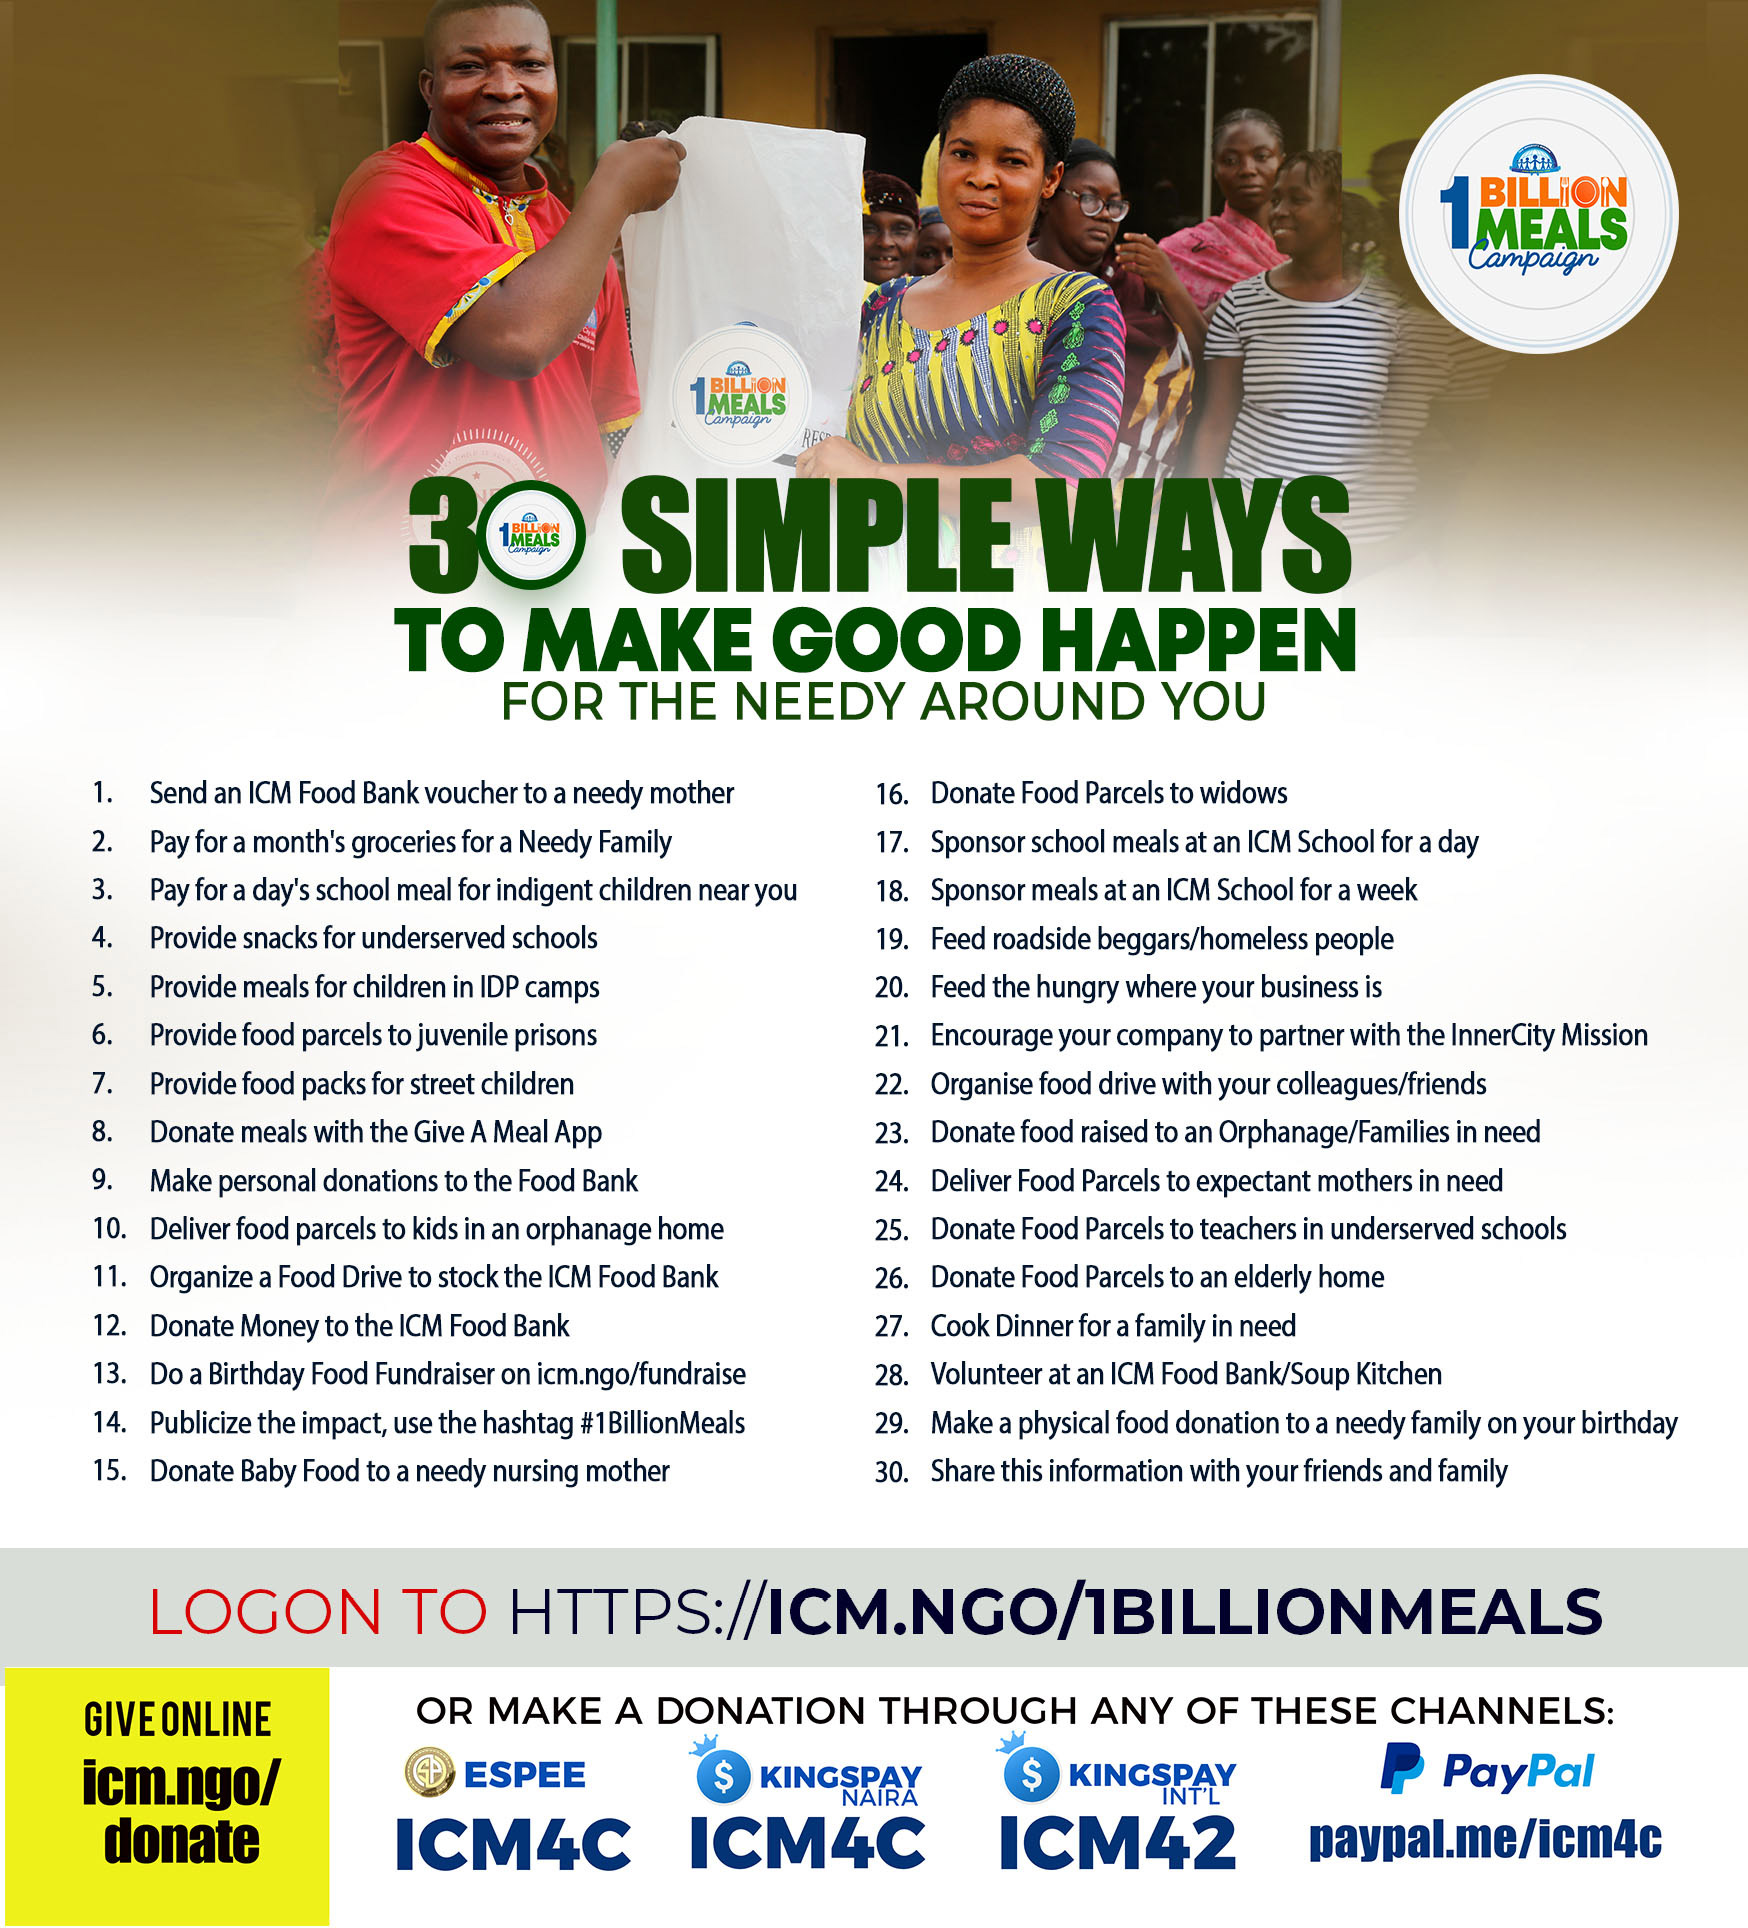 1 BILLION
MEALS
Campaign
1 BILLION
MEALS
Campaign
30 SIMPLE WAYS
1 BILLION
MEALS
Campaign
TO MAKE GOOD HAPPEN
FOR THE NEEDY AROUND YOU
1. Send an ICM Food Bank voucher to a needy mother
2. Pay for a month's groceries for a Needy Family
3. Pay for a day's school meal for indigent children near you
4. Provide snacks for underserved schools
5. Provide meals for children in IDP camps
6. Provide food parcels to juvenile prisons
7. Provide food packs for street children
8. Donate meals with the Give A Meal App
9. Make personal donations to the Food Bank
10. Deliver food parcels to kids in an orphanage home
11. Organize a Food Drive to stock the ICM Food Bank
12. Donate Money to the ICM Food Bank
13. Do a Birthday Food Fundraiser on icm.ngo/fundraise
14. Publicize the impact, use the hashtag #1BillionMeals
15. Donate Baby Food to a needy nursing mother
16. Donate Food Parcels to widows
17. Sponsor school meals at an ICM School for a day
18. Sponsor meals at an ICM School for a week
19. Feed roadside beggars/homeless people
20. Feed the hungry where your business is
21. Encourage your company to partner with the InnerCity Mission
22. Organise food drive with your colleagues/friends
23. Donate food raised to an Orphanage/Families in need
24. Deliver Food Parcels to expectant mothers in need
25. Donate Food Parcels to teachers in underserved schools
26. Donate Food Parcels to an elderly home
27. Cook Dinner for a family in need
28. Volunteer at an ICM Food Bank/Soup Kitchen
29. Make a physical food donation to a needy family on your birthday
30. Share this information with your friends and family
LOGON TO HTTPS://ICM.NGO/1BILLIONMEALS
GIVE ONLINE
icm.ngo/
donate
OR MAKE A DONATION THROUGH ANY OF THESE CHANNELS:
ESPEE
ICM4C
$ KINGSPAY
NAIRA
ICM4C
$ KINGSPAY
INT'L
ICM42
PayPal
paypal.me/icm4c